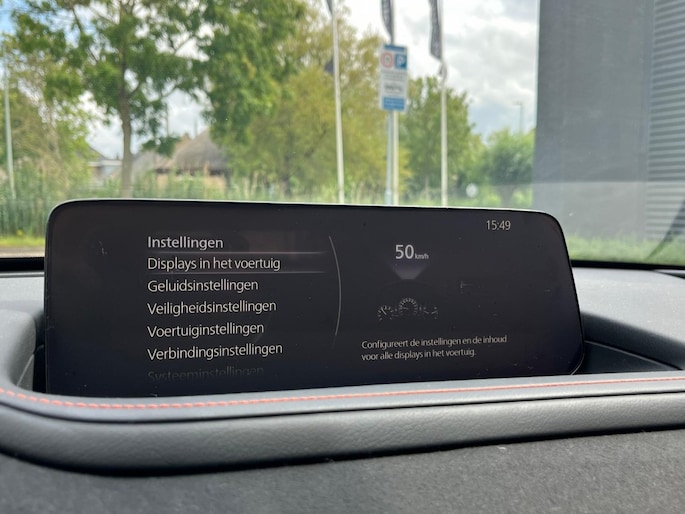 15:49
Instellingen
Displays in het voertuig
Geluidsinstellingen
Veiligheidsinstellingen
Voertuiginstellingen
Verbindingsinstellingen
Systeeminstellingen
50 km/h
Configureert de instellingen en de inhoud
voor alle displays in het voertuig.
P